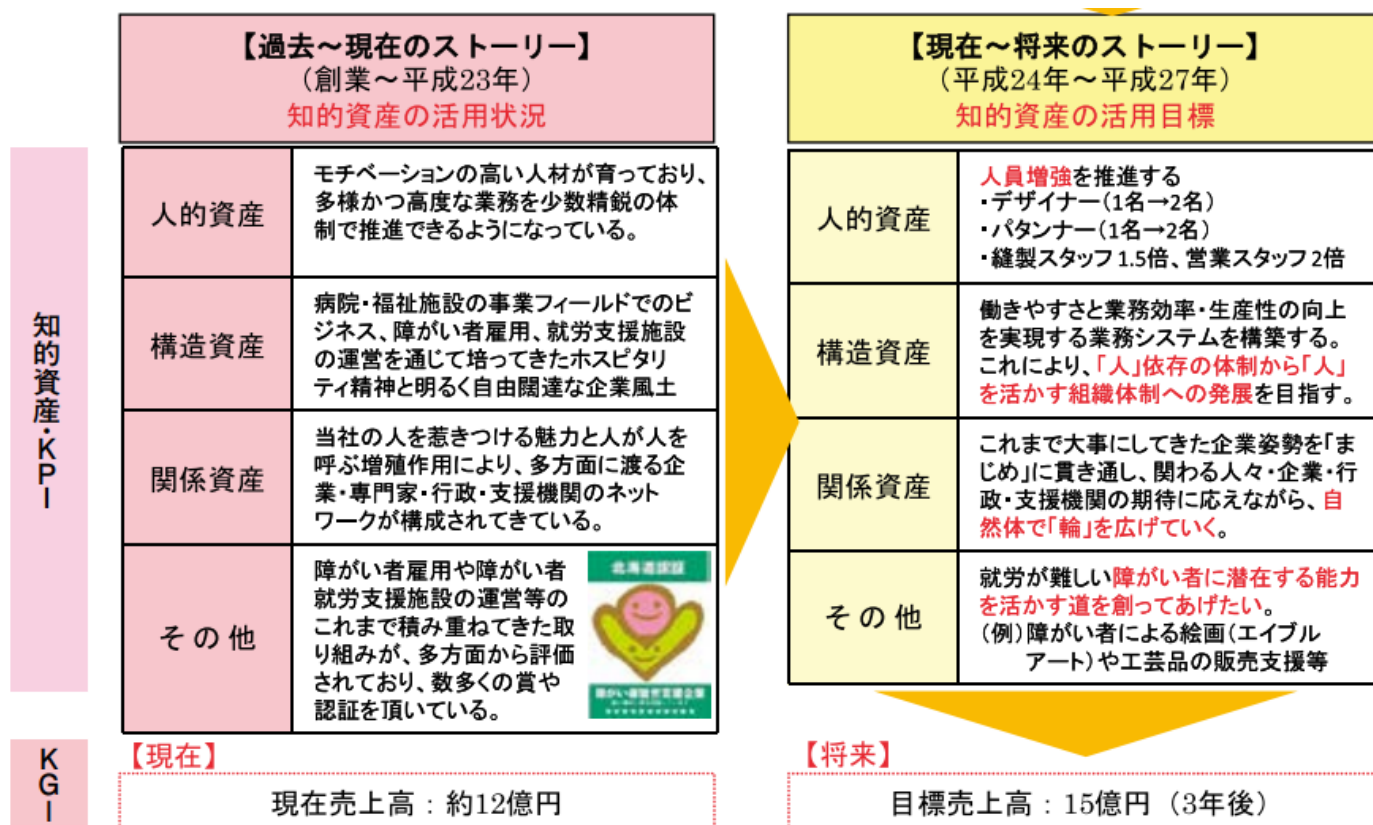 【過去～現在のストーリー】
（創業～平成23年）
知的資産の活用状況
【現在～将来のストーリー】
（平成24年～平成27年）
知的資産の活用目標
知的資産・KPI
人的資産
モチベーションの高い人材が育っており、
多様かつ高度な業務を少数精鋭の体
制で推進できるようになっている。
構造資産
病院・福祉施設の事業フィールドでのビ
ジネス、障がい者雇用、就労支援施設
の運営を通じて培ってきたホスピタリ
ティ精神と明るく自由闊達な企業風土
関係資産
当社の人を惹きつける魅力と人が人を
呼ぶ増殖作用により、多方面に渡る企
業・専門家・行政・支援機関のネット
ワークが構成されてきている。
その他
障がい者雇用や障がい者
就労支援施設の運営等の
これまで積み重ねてきた取
り組みが、多方面から評価
されており、数多くの賞や
認証を頂いている。
北海道認証
人的資産
人員増強を推進する
・デザイナー（1名→2名）
・パタンナー（1名→2名）
・縫製スタッフ1.5倍、営業スタッフ2倍
構造資産
働きやすさと業務効率・生産性の向上
を実現する業務システムを構築する。
これにより、「人」依存の体制から「人」
を活かす組織体制への発展を目指す。
関係資産
これまで大事にしてきた企業姿勢を「ま
じめ」に貫き通し、関わる人々・企業・行
政・支援機関の期待に応えながら、自
然体で「輪」を広げていく。
その他
就労が難しい障がい者に潜在する能力
を活かす道を創ってあげたい。
（例）障がい者による絵画（エイブル
アート）や工芸品の販売支援等
KGI
【現在】
現在売上高：約12億円
【将来】
目標売上高：15億円（3年後）